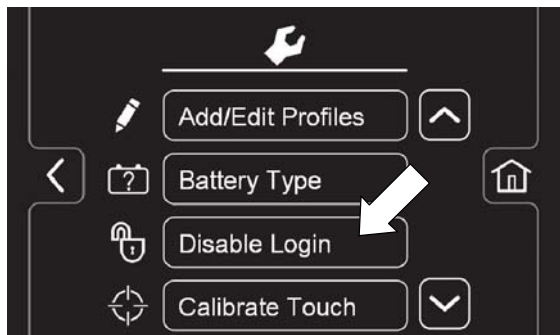 Add/Edit Profiles
Battery Type
Disable Login
Calibrate Touch